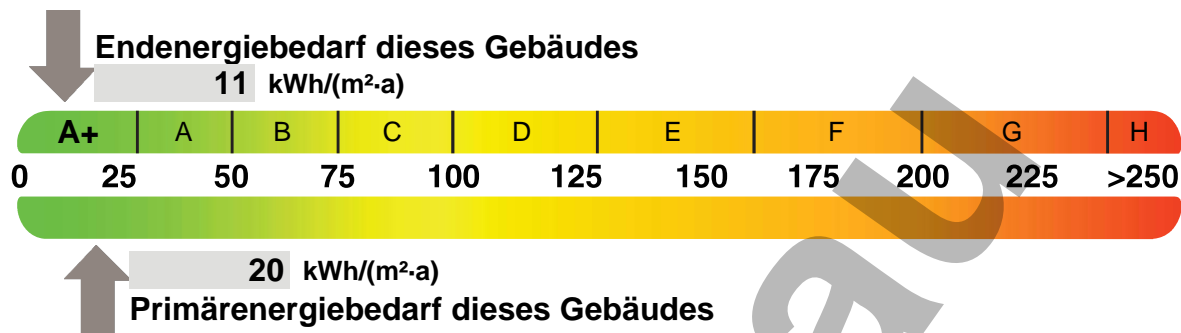 Endenergiebedarf dieses Gebäudes
11 kWh/(m²·a)
A+ A B C D E F G H
0 25 50 75 100 125 150 175 200 225 >250
20 kWh/(m²·a)
Primärenergiebedarf dieses Gebäudes
au